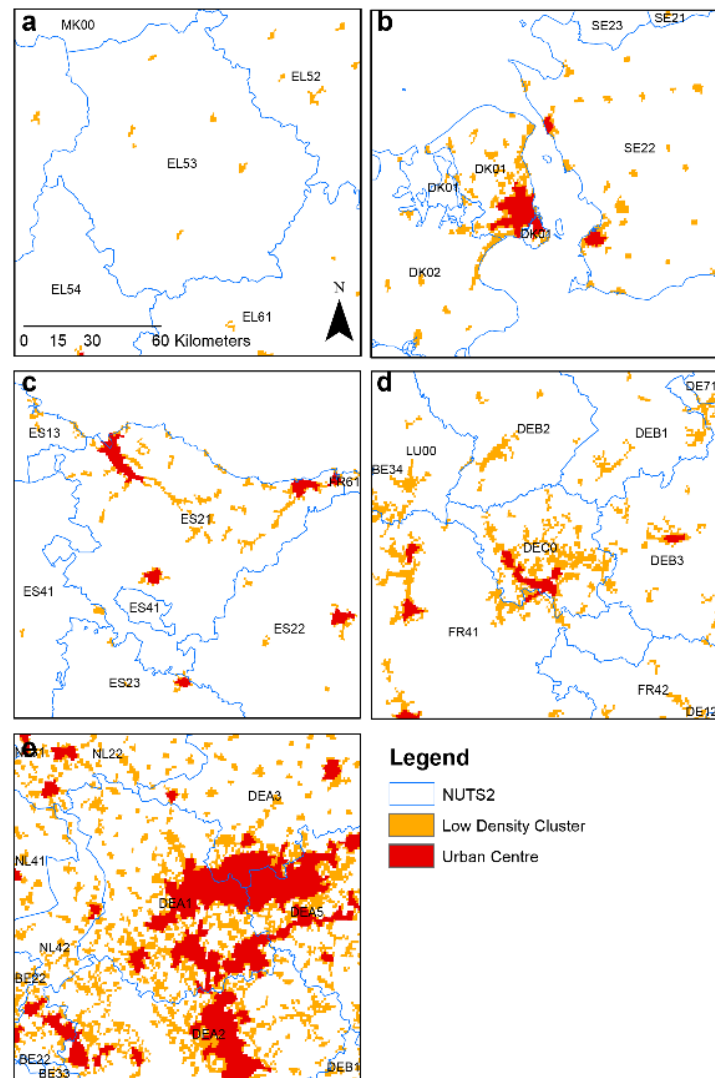 a
MK00
EL52
EL53
EL54
EL61
N
0 15 30 60 Kilometers
b
SE23
SE21
SE22
DK01
DK01
DK01
DK02
c
ES13
FR61
ES21
ES41
ES41
ES22
ES23
d
DE71
DEB2
DEB1
LU00
BE34
DEC0
DEB3
FR41
FR42
DE12
e
NL22
DEA3
NL41
DEA1
DEA5
NL42
BE22
DEA2
BE22
BE33
DEB1
Legend
NUTS2
Low Density Cluster
Urban Centre